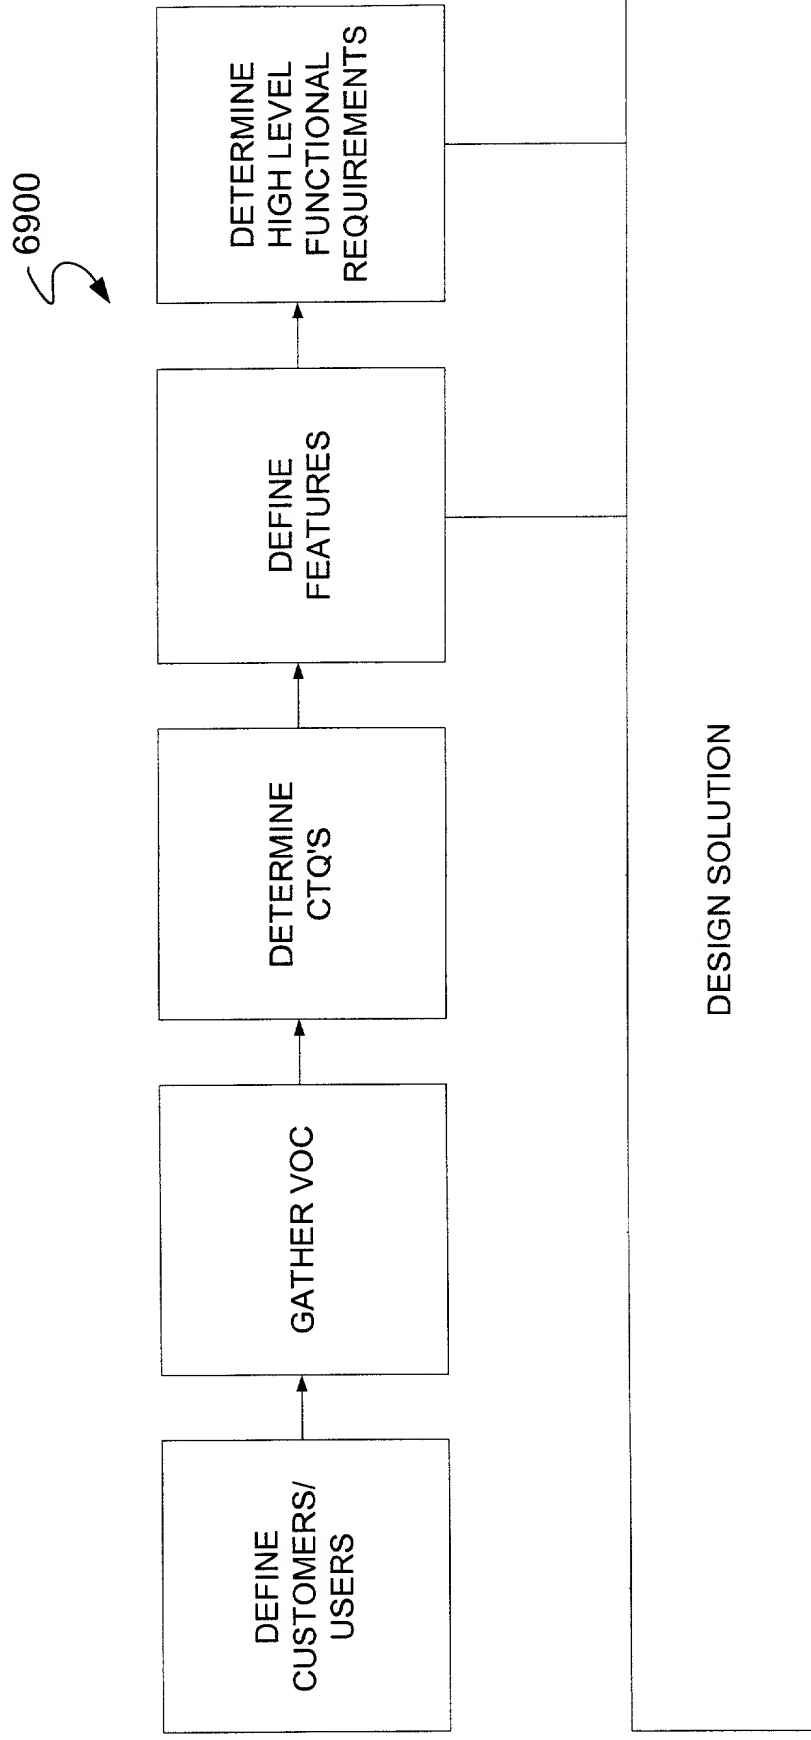 6900
DEFINE
CUSTOMERS/
USERS
GATHER VOC
DETERMINE
CTQ'S
DEFINE
FEATURES
DETERMINE
HIGH LEVEL
FUNCTIONAL
REQUIREMENTS
DESIGN SOLUTION